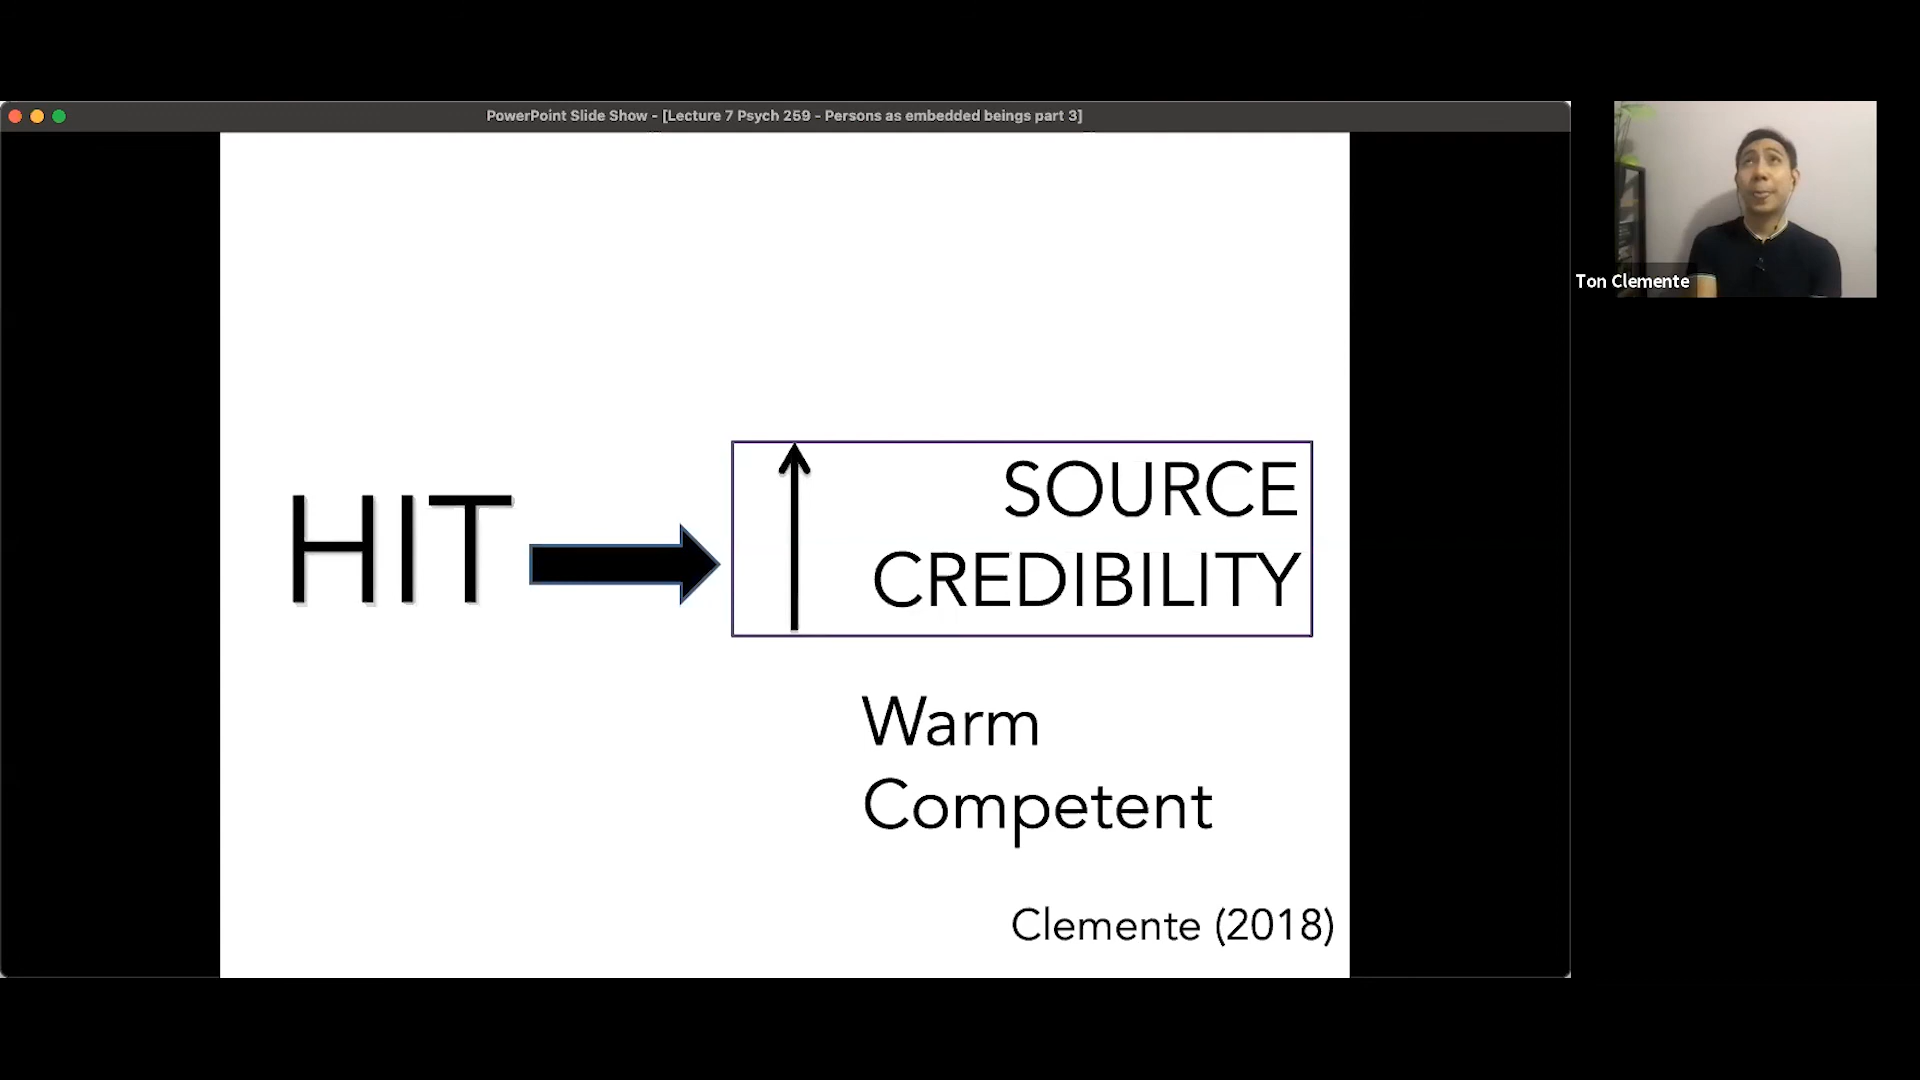 PowerPoint Slide Show - [Lecture 7 Psych 259 - Persons as embedded beings part 3]
HIT
SOURCE
CREDIBILITY
Warm
Competent
Clemente (2018)
Ton Clemente